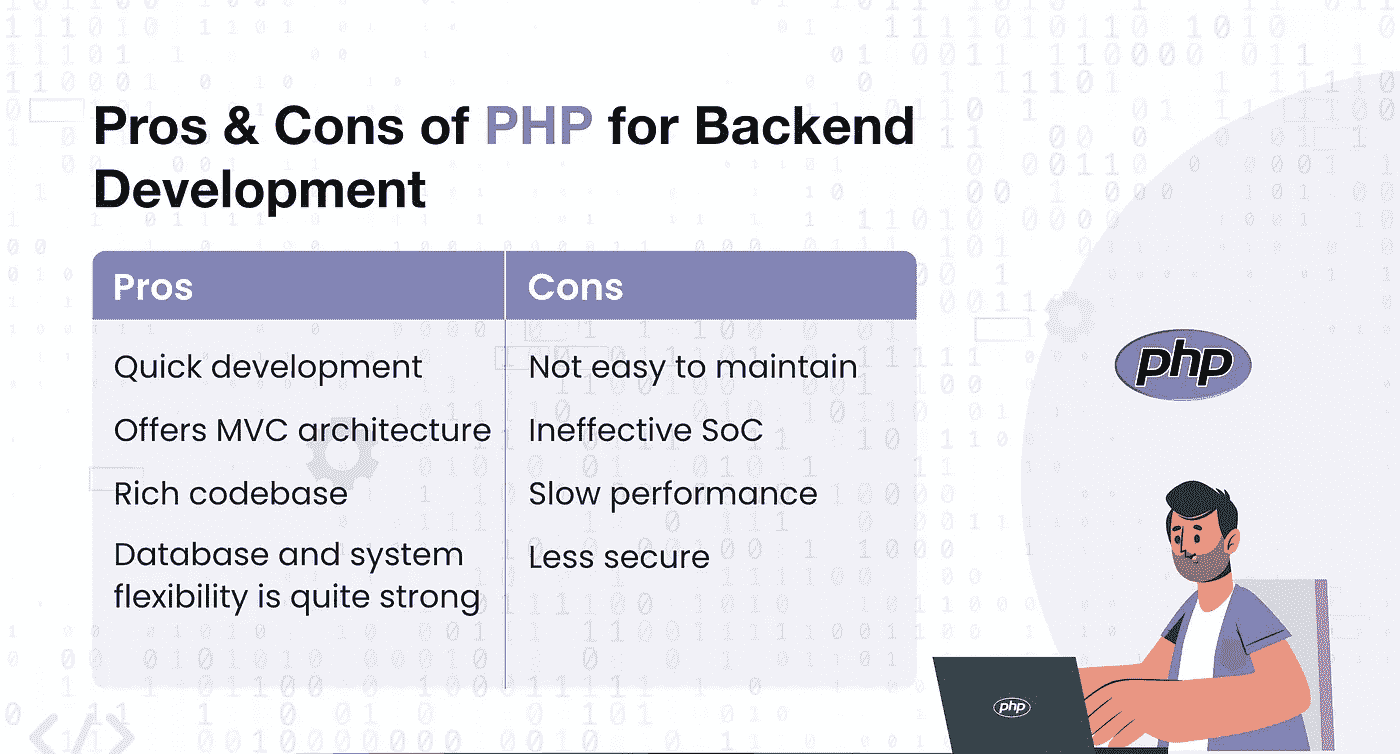 Pros & Cons of PHP for Backend
Development
Pros
Cons
Quick development
Not easy to maintain
Offers MVC architecture
Ineffective SoC
Rich codebase
Slow performance
Database and system
flexibility is quite strong
Less secure
php
php